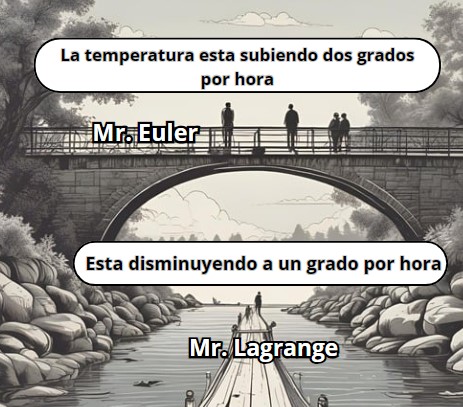 La temperatura esta subiendo dos grados
por hora
Mr. Euler
Esta disminuyendo a un grado por hora
Mr. Lagrange